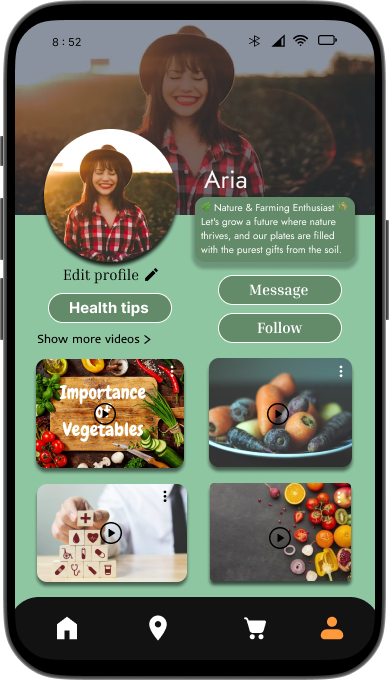 8 : 52
Aria
🌿 Nature & Farming Enthusiast 🌾
Let's grow a future where nature
thrives, and our plates are filled
with the purest gifts from the soil.
Edit profile
Health tips
Show more videos >
Message
Follow
Importance
of
Vegetables